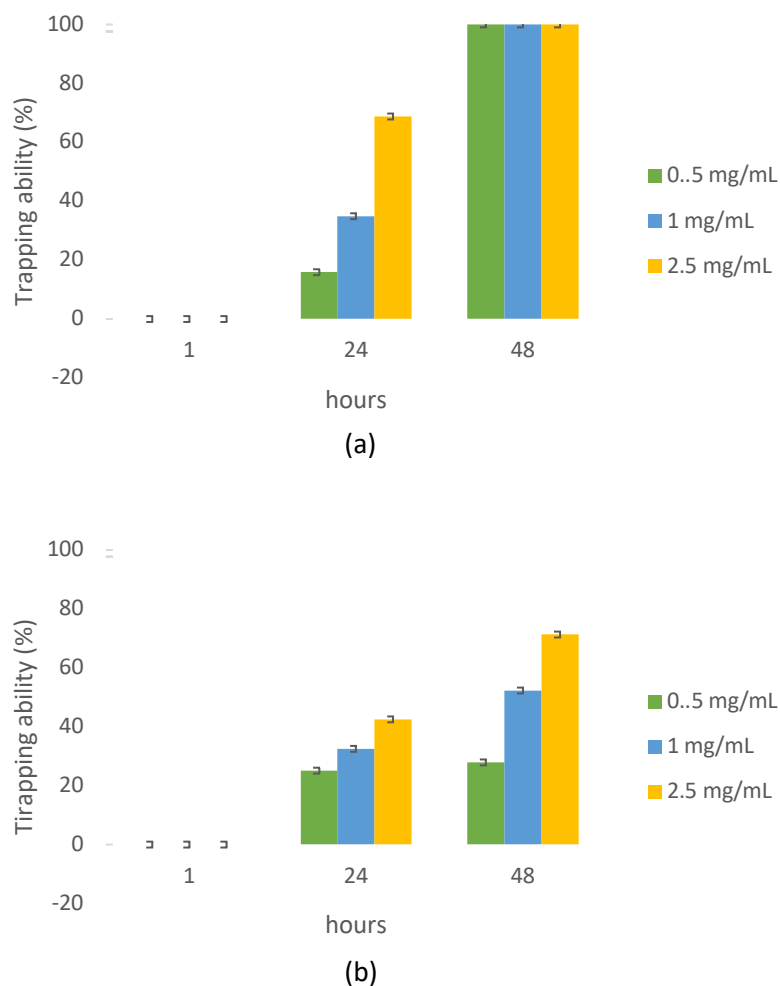 100
80
60
40
20
0
-20
Trapping ability (%)
1
24
48
hours
0..5 mg/mL
1 mg/mL
2.5 mg/mL
(a)
100
80
60
40
20
0
-20
Tirapping ability (%)
1
24
48
hours
0..5 mg/mL
1 mg/mL
2.5 mg/mL
(b)